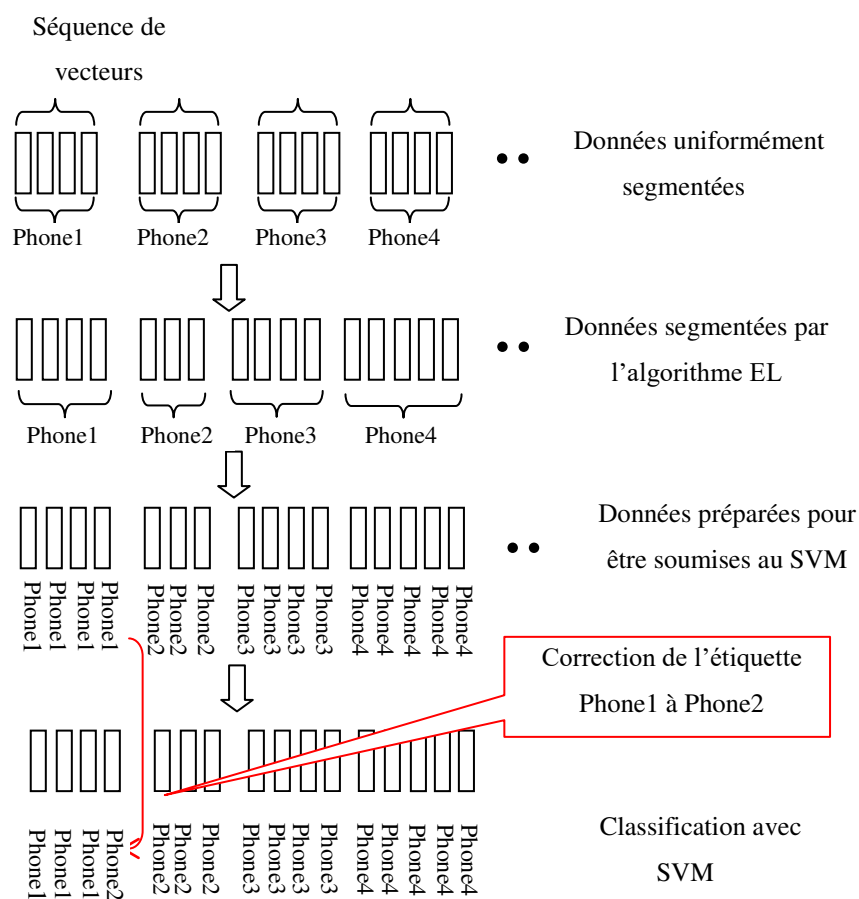 Séquence de
vecteurs
Données uniformément
segmentées
Phone1 Phone2 Phone3 Phone4
Données segmentées par
l’algorithme EL
Phone1 Phone2 Phone3 Phone4
Données préparées pour
être soumises au SVM
Phone1 Phone1 Phone1 Phone1 Phone2 Phone2 Phone2 Phone3 Phone3 Phone3 Phone3 Phone4 Phone4 Phone4 Phone4 Phone4
Correction de l’étiquette
Phone1 à Phone2
Phone1 Phone1 Phone1 Phone2 Phone2 Phone2 Phone2 Phone3 Phone3 Phone3 Phone3 Phone4 Phone4 Phone4 Phone4 Phone4
Classification avec
SVM